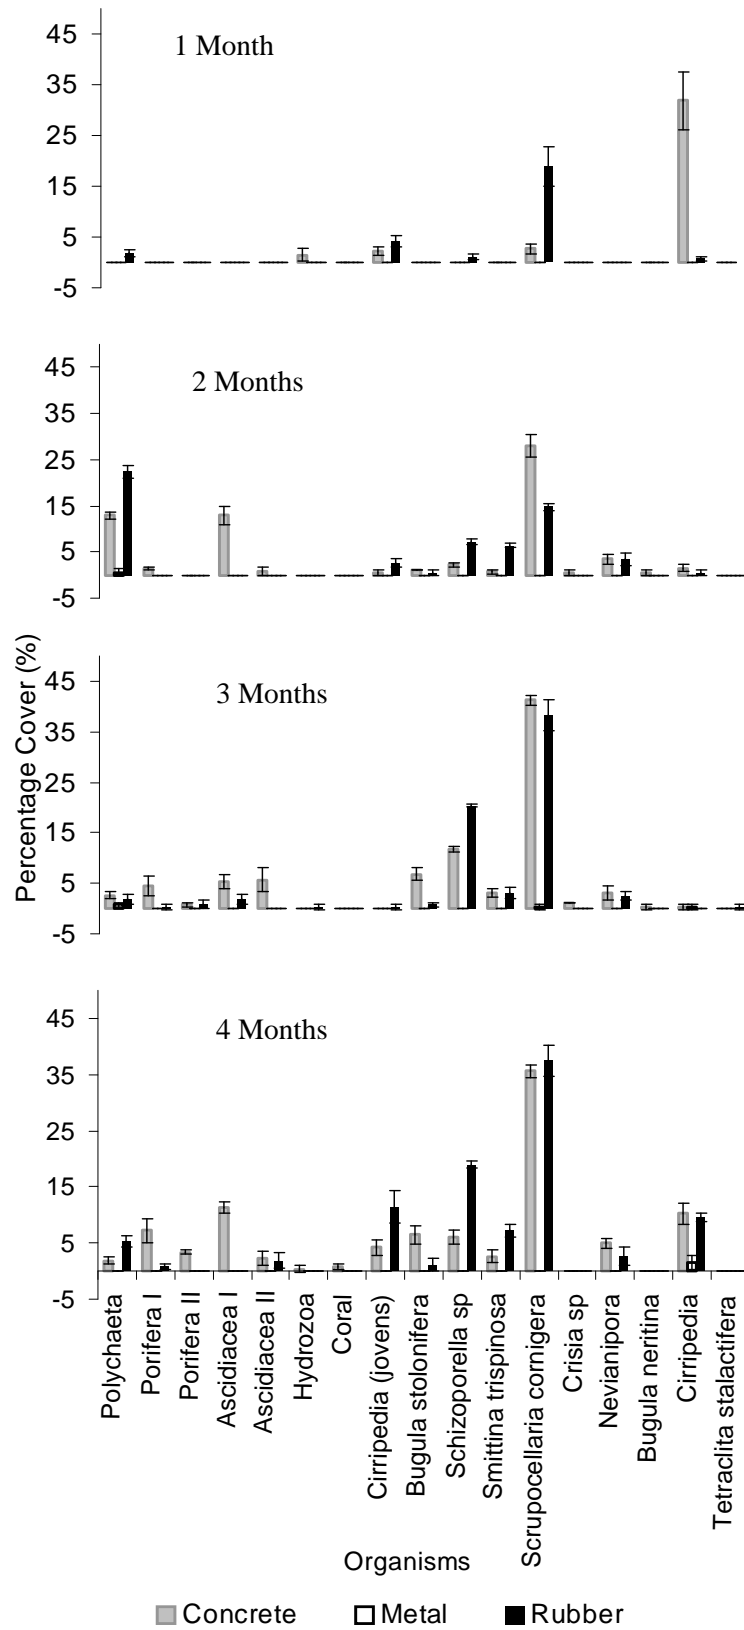 45
35
25
15
5
-5
1 Month
45
35
25
15
5
-5
2 Months
45
35
25
15
5
-5
3 Months
45
35
25
15
5
-5
4 Months
Percentage Cover (%)
Polychaeta
Porifera I
Porifera II
Ascidiacea I
Ascidiacea II
Hydrozoa
Coral
Cirripedia (jovens)
Bugula stolonifera
Schizoporella sp
Smittina trispinosa
Scrupocellaria cornigera
Crisia sp
Nevianipora
Bugula neritina
Cirripedia
Tetraclita stalactifera
Organisms
Concrete Metal Rubber